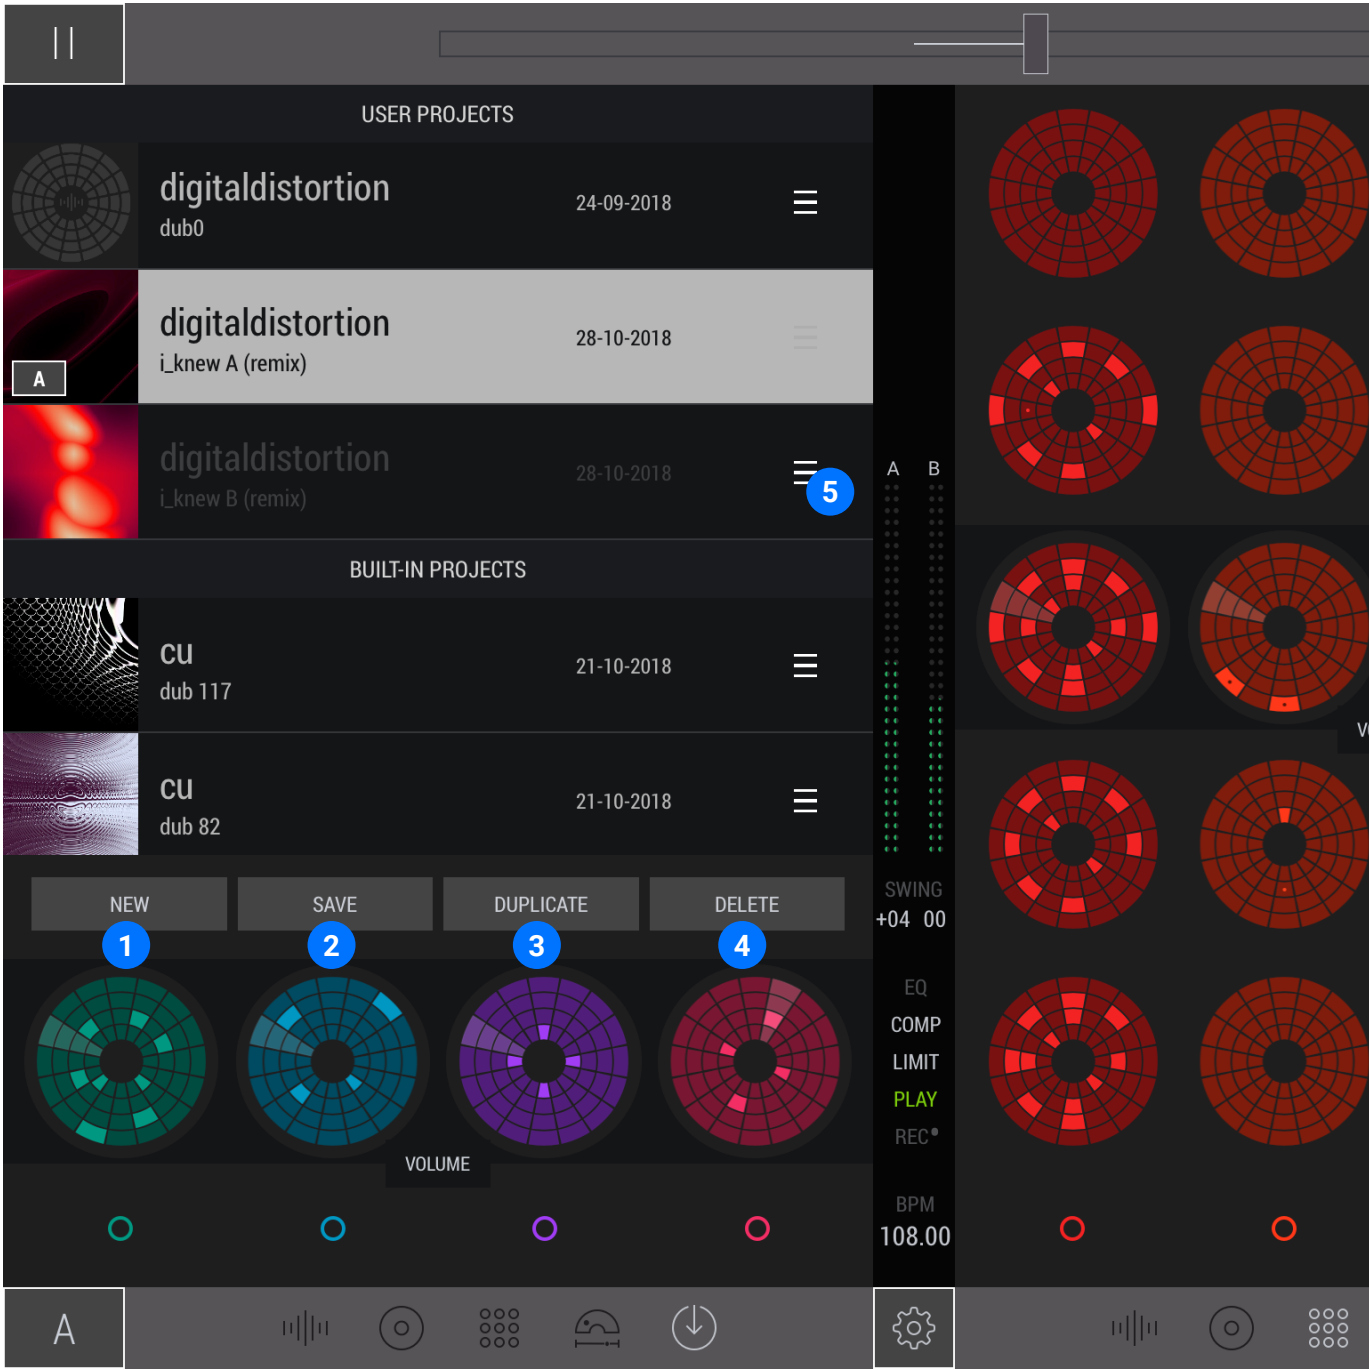 USER PROJECTS
digitaldistortion
24-09-2018
dub0
digitaldistortion
28-10-2018
i_knew A (remix)
A
digitaldistortion
28-10-2018
i_knew B (remix)
5
A B
BUILT-IN PROJECTS
cu
21-10-2018
dub 117
cu
21-10-2018
dub 82
NEW
SAVE
DUPLICATE
DELETE
1
2
3
4
VOLUME
SWING
+04 00
EQ
COMP
LIMIT
PLAY
REC
BPM
108.00
A